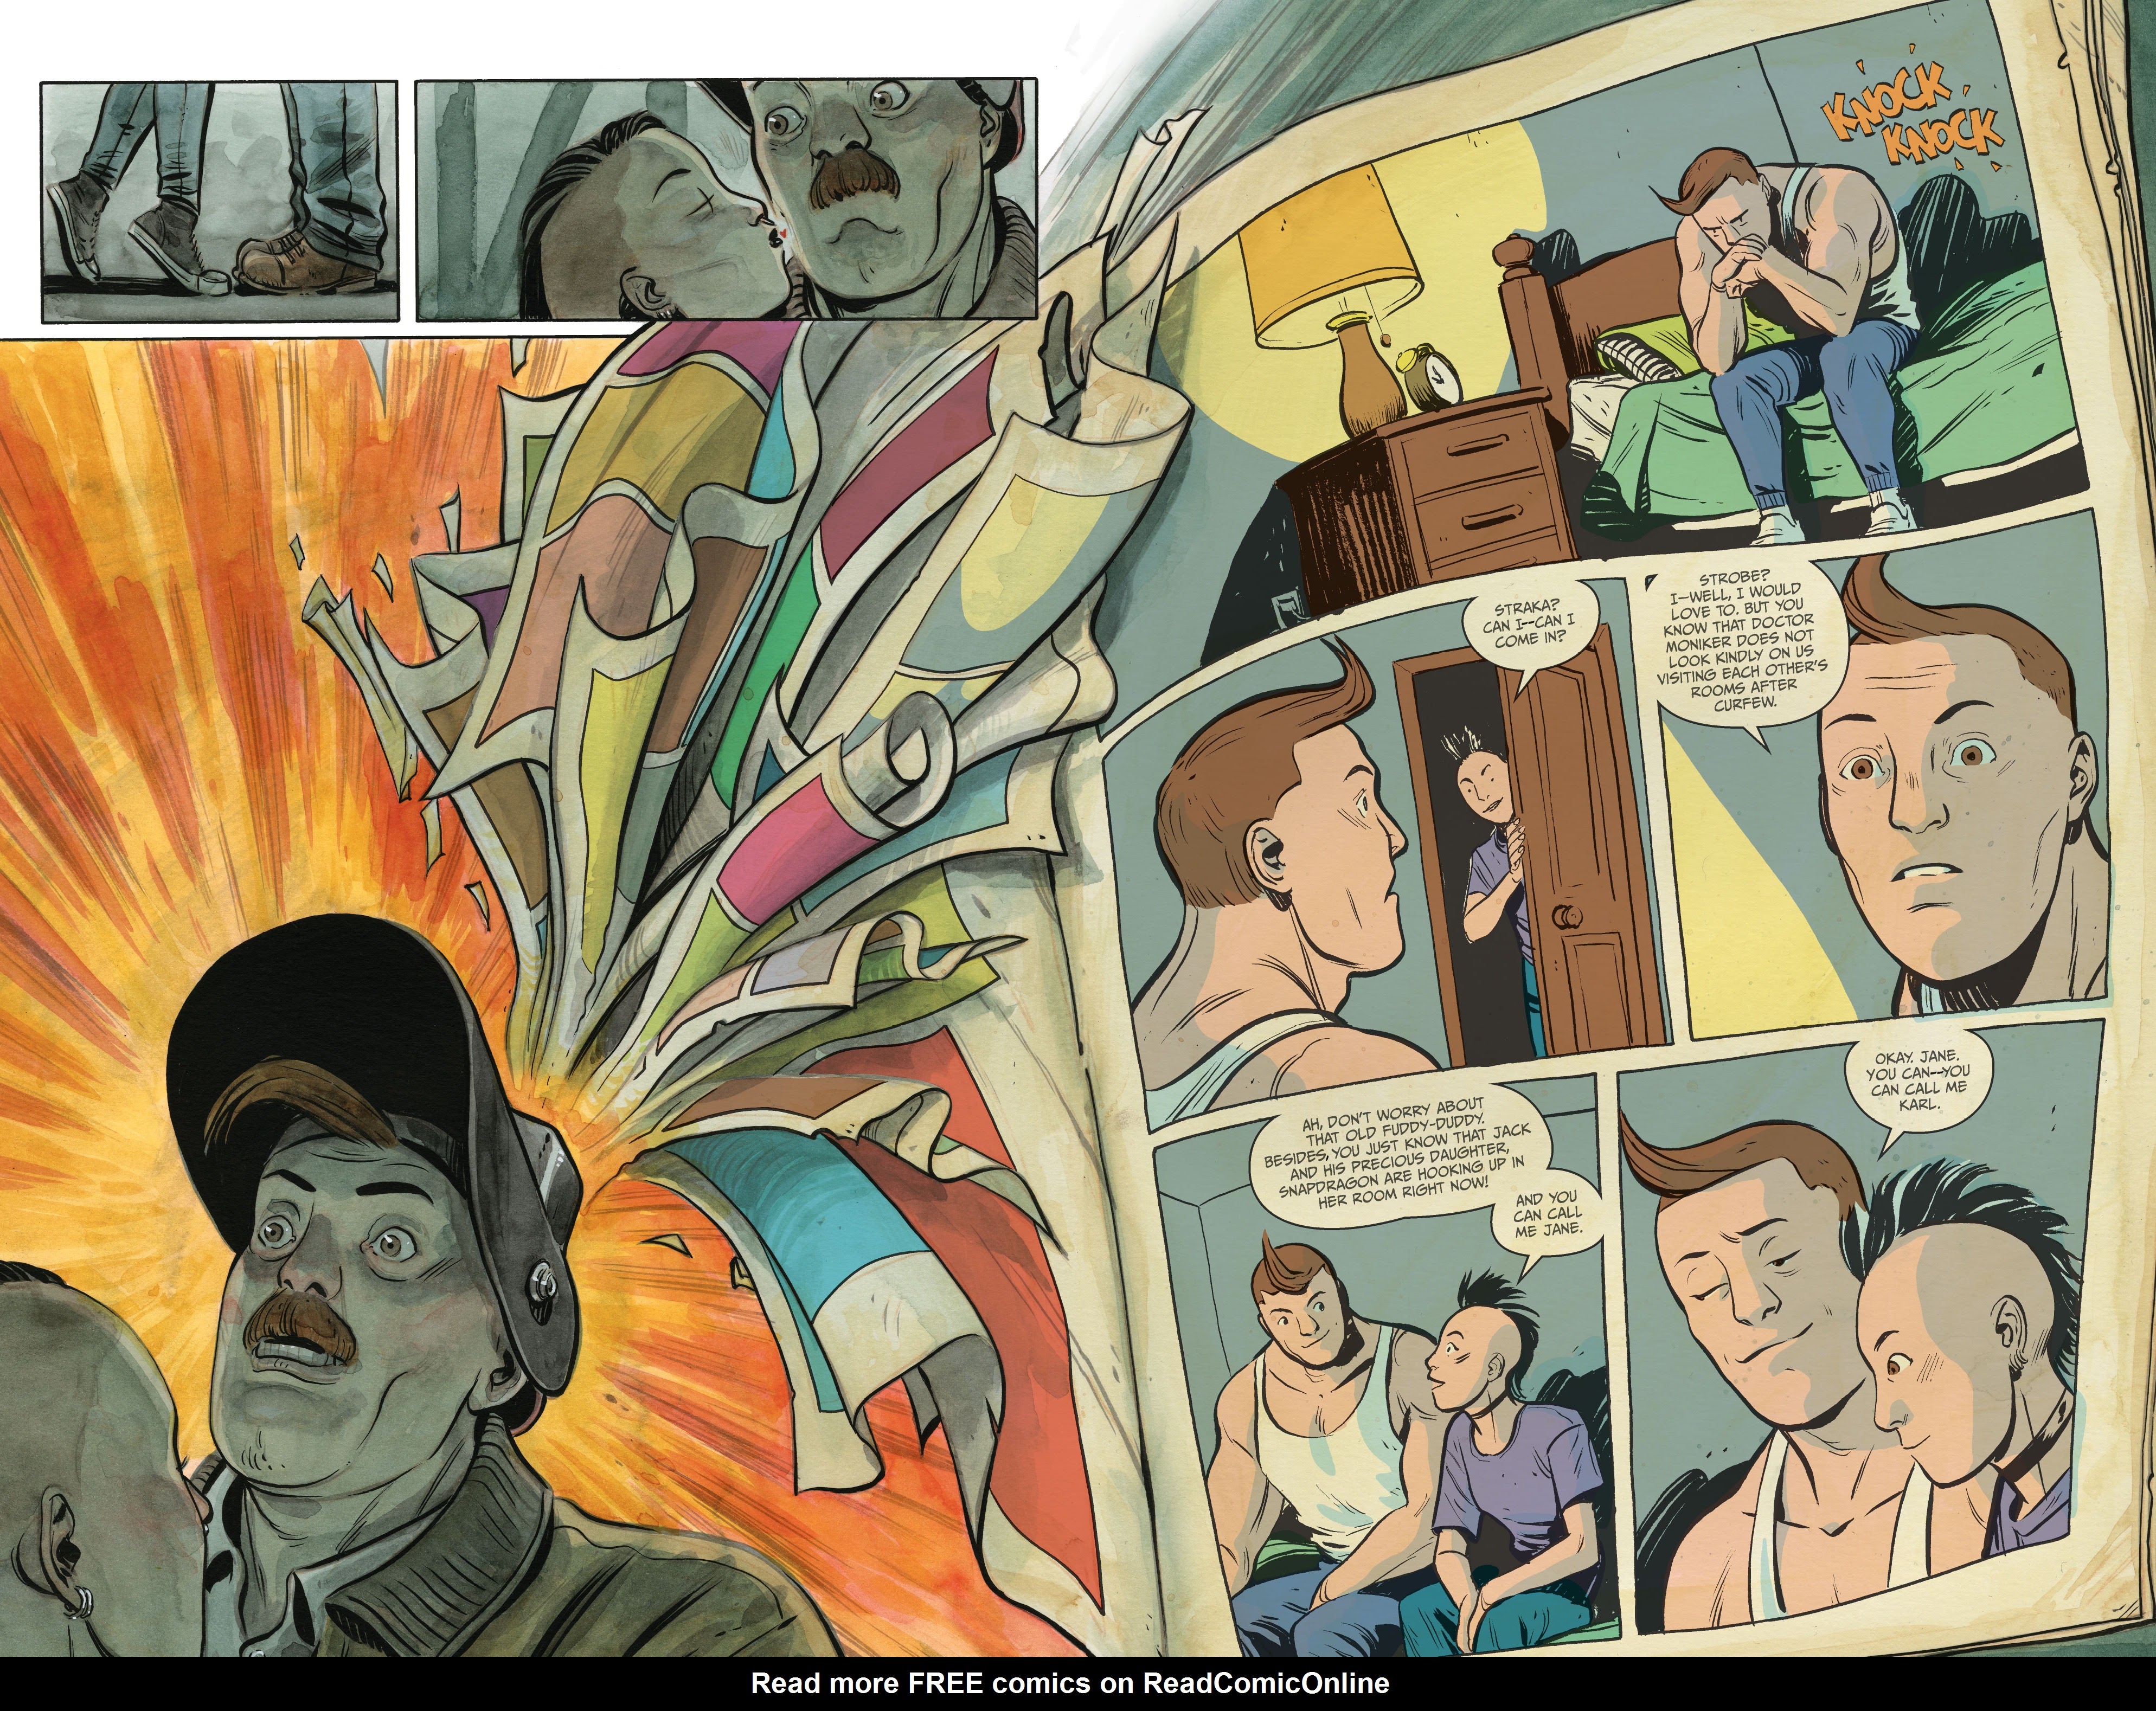 KNOCK
KNOCK
STRAKA?
CAN I--CAN I
COME IN?
STROBE?
I--WELL, I WOULD
LOVE TO. BUT YOU
KNOW THAT DOCTOR
MONIKER DOES NOT
LOOK KINDLY ON US
VISITING EACH OTHER'S
ROOMS AFTER
CURFEW.
AH, DON'T WORRY ABOUT
THAT OLD FUDDY-DUDDY.
BESIDES, YOU JUST KNOW THAT JACK
AND HIS PRECIOUS DAUGHTER,
SNAPDRAGON ARE HOOKING UP IN
HER ROOM RIGHT NOW!
AND YOU
CAN CALL
ME JANE.
OKAY. JANE.
YOU CAN--YOU
CAN CALL ME
KARL.
Read more FREE comics on ReadComicOnline